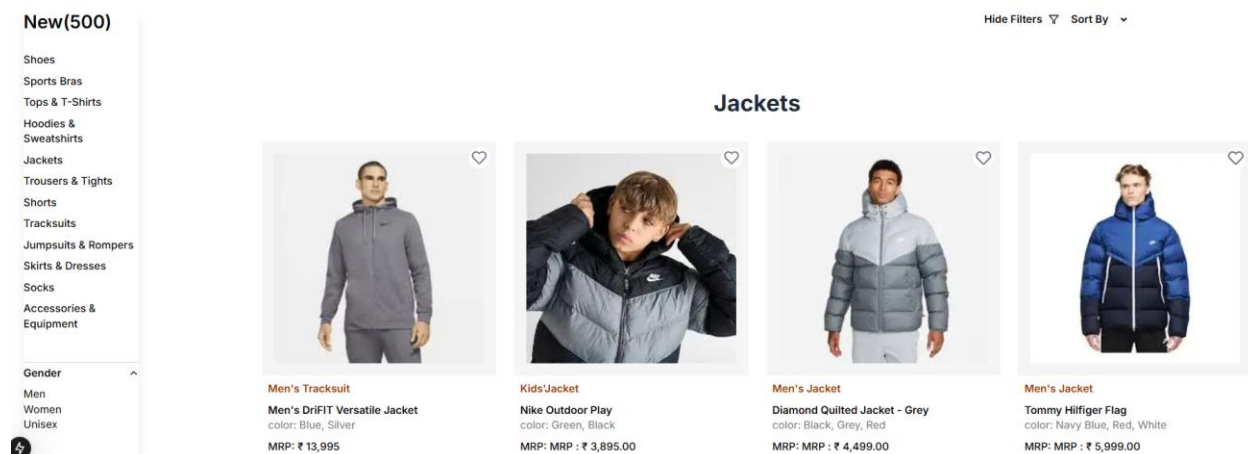 New(500)
Hide Filters Sort By
Shoes
Sports Bras
Tops & T-Shirts
Hoodies &
Sweatshirts
Jackets
Trousers & Tights
Shorts
Tracksuits
Jumpsuits & Rompers
Skirts & Dresses
Socks
Accessories &
Equipment
Gender
Men
Women
Unisex
Jackets
Men's Tracksuit
Men's DriFIT Versatile Jacket
color: Blue, Silver
MRP: ₹ 13,995
Kids'Jacket
Nike Outdoor Play
color: Green, Black
MRP: MRP : ₹ 3,895.00
Men's Jacket
Diamond Quilted Jacket - Grey
color: Black, Grey, Red
MRP: MRP : ₹ 4,499.00
Men's Jacket
Tommy Hilfiger Flag
color: Navy Blue, Red, White
MRP: MRP : ₹ 5,999.00